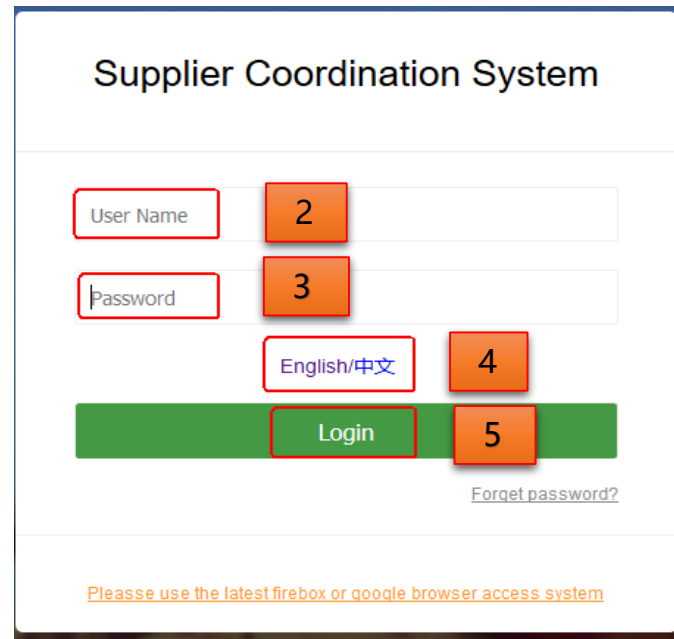 Supplier Coordination System
User Name 2
Password 3
English/中文 4
Login 5
Forget password?
Pleasse use the latest firebox or google browser access system